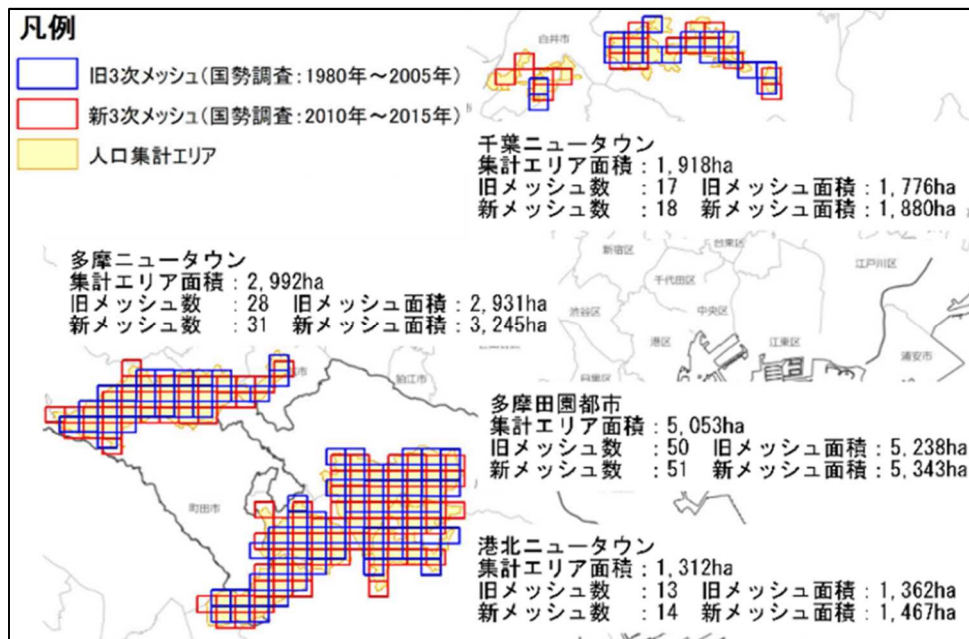 凡例
旧3次メッシュ(国勢調査:1980年～2005年)
新3次メッシュ(国勢調査:2010年～2015年)
人口集計エリア
白井市
千葉ニュータウン
集計エリア面積:1,918ha
旧メッシュ数 :17 旧メッシュ面積:1,776ha
新メッシュ数 :18 新メッシュ面積:1,880ha
多摩ニュータウン
集計エリア面積:2,992ha
旧メッシュ数 :28 旧メッシュ面積:2,931ha
新メッシュ数 :31 新メッシュ面積:3,245ha
新宿区
台東区
江戸川区
千代田区
渋谷区
中央区
港区
江東区
浦安市
目黒区
狛江市
町田市
多摩田園都市
集計エリア面積:5,053ha
旧メッシュ数 :50 旧メッシュ面積:5,238ha
新メッシュ数 :51 新メッシュ面積:5,343ha
港北ニュータウン
集計エリア面積:1,312ha
旧メッシュ数 :13 旧メッシュ面積:1,362ha
新メッシュ数 :14 新メッシュ面積:1,467ha